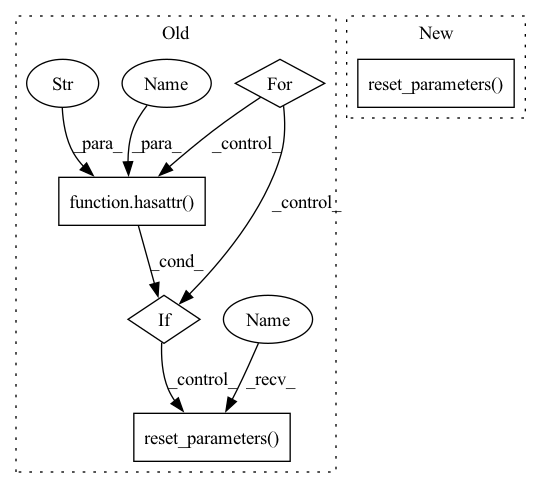 Old
New
Str
Name
For
reset_parameters()
_para_
_para_
_control_
function.hasattr()
_control_
_cond_
If
Name
_control_
_recv_
reset_parameters()